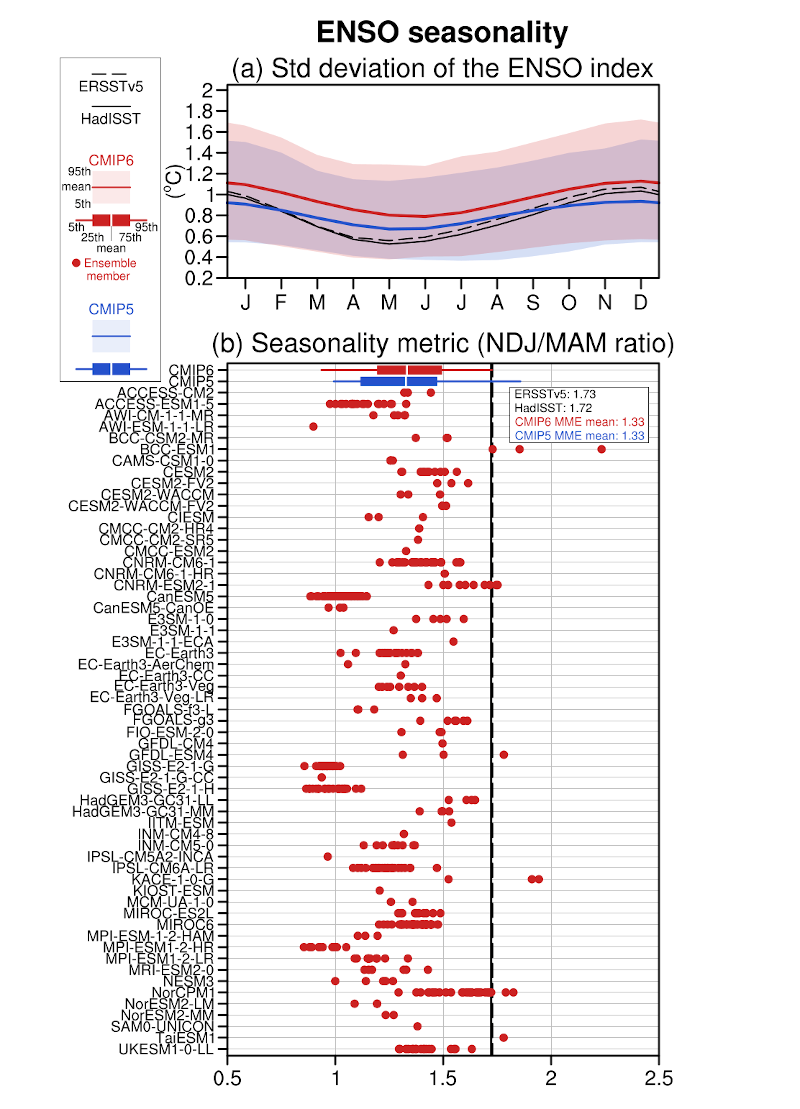 ENSO seasonality
(a) Std deviation of the ENSO index
ERSSTv5
HadISST
CMIP6
95th
mean
5th
5th 95th
25th 75th
mean
Ensemble
member
CMIP5
(°C)
2
1.8
1.6
1.4
1.2
1
0.8
0.6
0.4
0.2
J F M A M J J A S O N D
(b) Seasonality metric (NDJ/MAM ratio)
ERSSTv5: 1.73
HadISST: 1.72
CMIP6 MME mean: 1.33
CMIP5 MME mean: 1.33
CMIP6
CMIP5
ACCESS-CM2
ACCESS-ESM1-5
AWI-CM-1-1-MR
AWI-ESM-1-1-LR
BCC-CSM2-MR
BCC-ESM1
CAMS-CSM1-0
CESM2
CESM2-FV2
CESM2-WACCM
CESM2-WACCM-FV2
CIESM
CMCC-CM2-HR4
CMCC-CM2-SR5
CMCC-ESM2
CNRM-CM6-1
CNRM-CM6-1-HR
CNRM-ESM2-1
CanESM5
CanESM5-CanOE
E3SM-1-0
E3SM-1-1
E3SM-1-1-ECA
EC-Earth3
EC-Earth3-AerChem
EC-Earth3-CC
EC-Earth3-Veg
EC-Earth3-Veg-LR
FGOALS-f3-L
FGOALS-g3
FIO-ESM-2-0
GFDL-CM4
GFDL-ESM4
GISS-E2-1-G
GISS-E2-1-G-CC
GISS-E2-1-H
HadGEM3-GC31-LL
HadGEM3-GC31-MM
IITM-ESM
INM-CM4-8
INM-CM5-0
IPSL-CM5A2-INCA
IPSL-CM6A-LR
KACE-1-0-G
KIOST-ESM
MCM-UA-1-0
MIROC-ES2L
MIROC6
MPI-ESM-1-2-HAM
MPI-ESM1-2-HR
MPI-ESM1-2-LR
MRI-ESM2-0
NESM3
NorCPM1
NorESM2-LM
NorESM2-MM
SAM0-UNICON
TaiESM1
UKESM1-0-LL
0.5 1 1.5 2 2.5